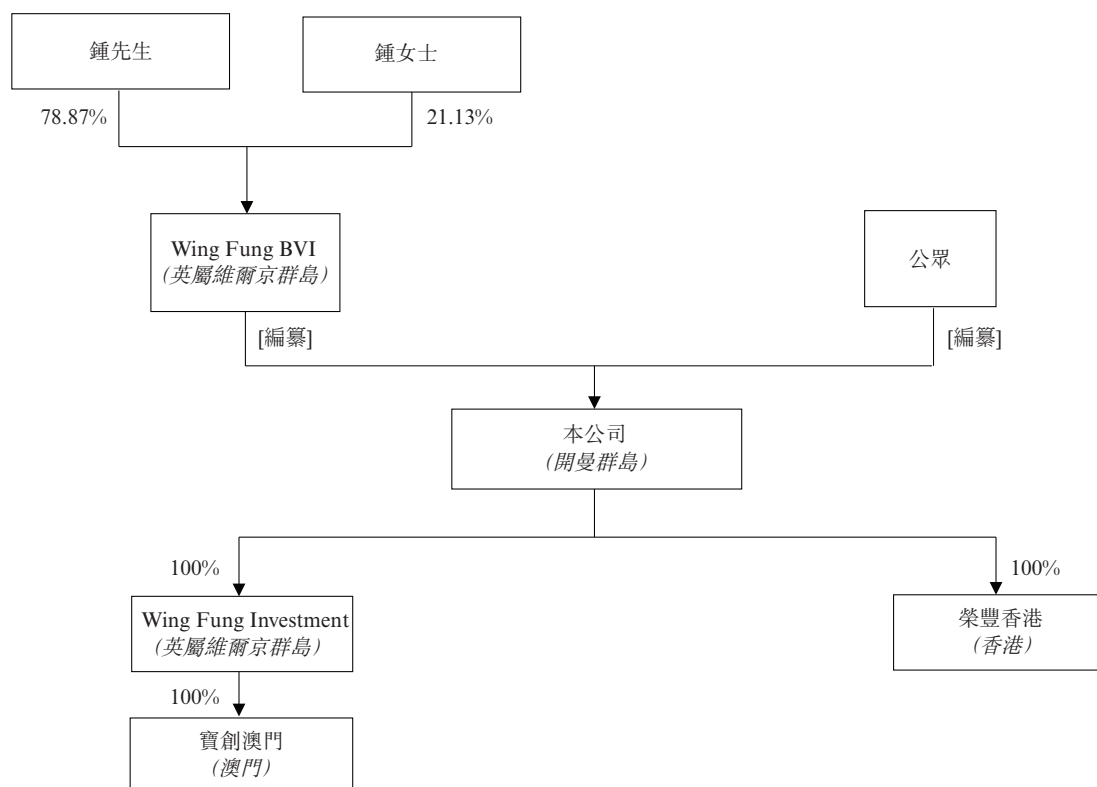 鍾先生
鍾女士
78.87%
21.13%
Wing Fung BVI
(英屬維爾京群島)
公眾
[編纂]
[編纂]
本公司
(開曼群島)
100%
100%
Wing Fung Investment
(英屬維爾京群島)
榮豐香港
(香港)
100%
寶創澳門
(澳門)